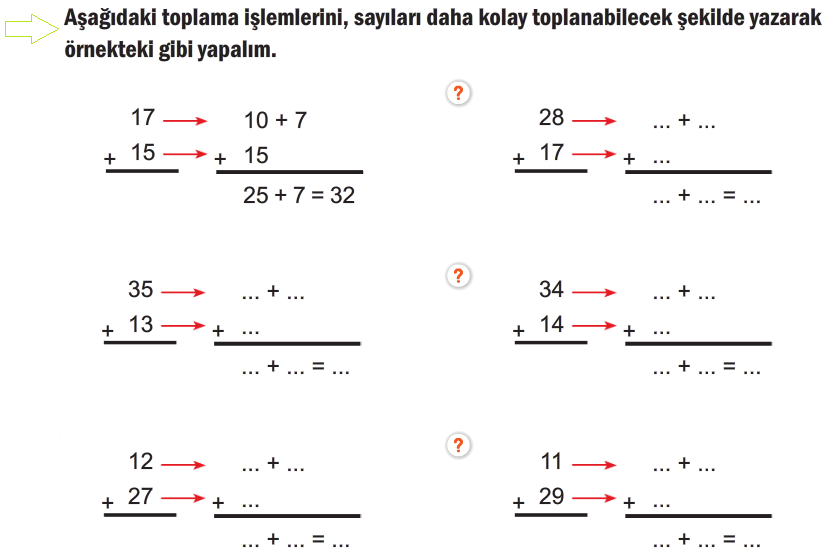 Aşağıdaki toplama işlemlerini, sayıları daha kolay toplanabilecek şekilde yazarak
örnekteki gibi yapalım.
?
17 10 + 7
+ 15 + 15
25 + 7 = 32
28 ... + ...
+ 17 + ...
... + ... = ...
?
35 ... + ...
+ 13 + ...
... + ... = ...
34 ... + ...
+ 14 + ...
... + ... = ...
?
12 ... + ...
+ 27 + ...
... + ... = ...
11 ... + ...
+ 29 + ...
... + ... = ...